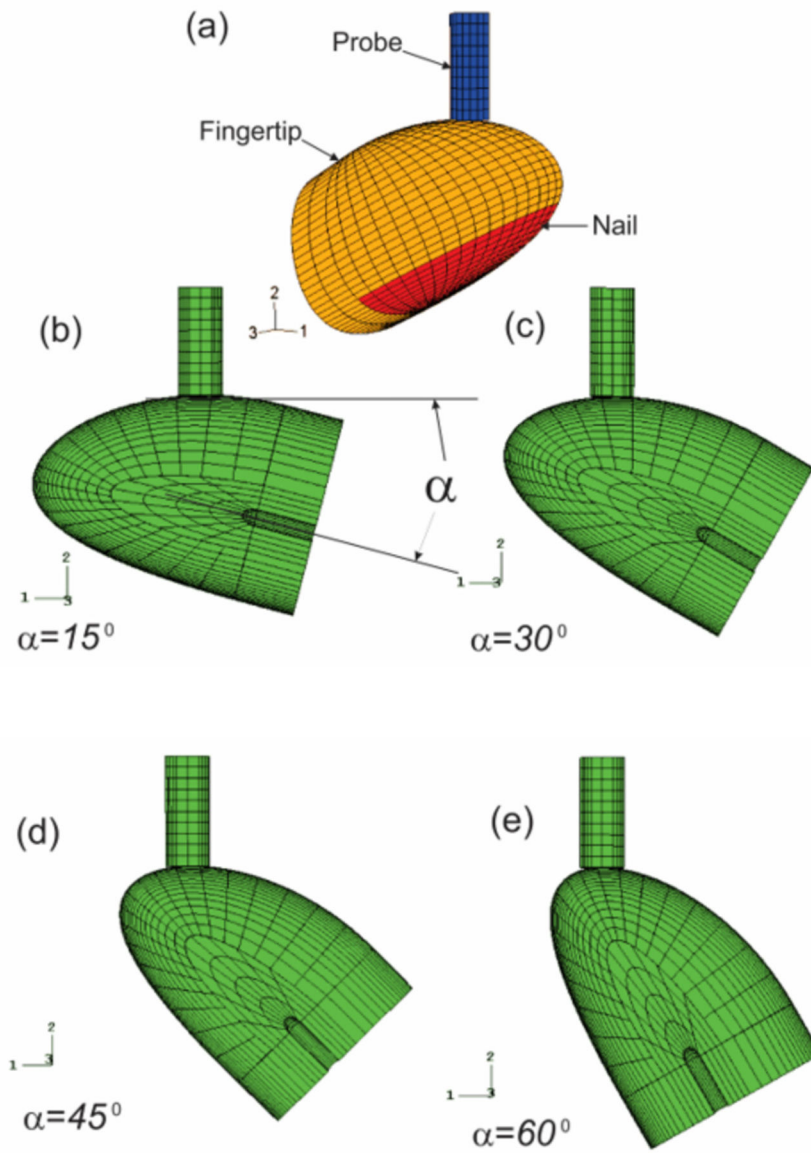 (a)
Probe
Fingertip
Nail
2
3 1
(b)
(c)
α
2
1 3
α=15⁰
2
1 3
α=30⁰
(d)
(e)
2
1 3
α=45⁰
2
1 3
α=60⁰